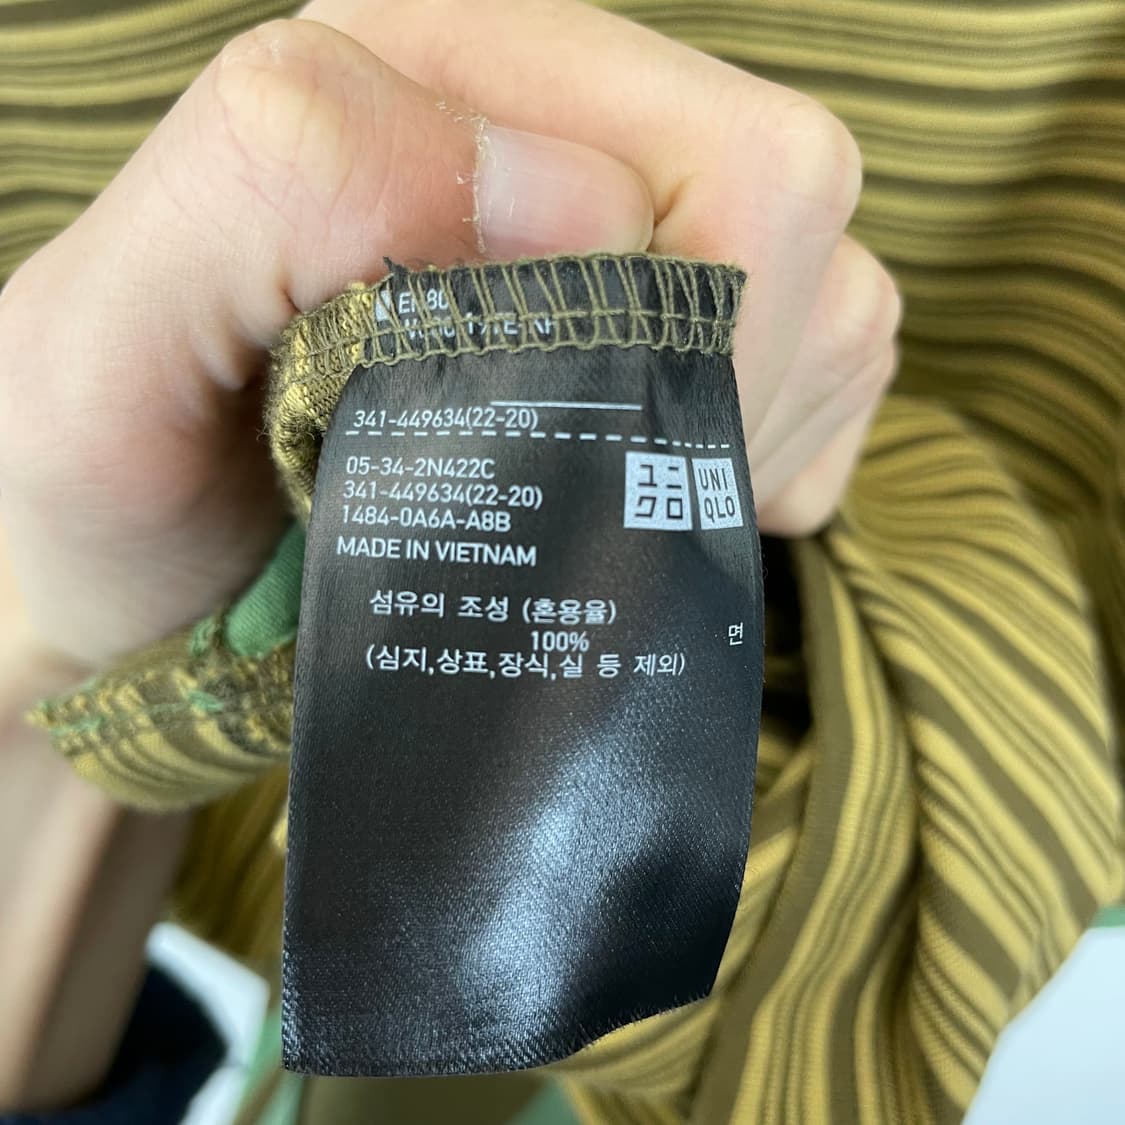 341-449634(22-20)
05-34-2N422C
341-449634(22-20)
1484-0A6A-A8B
MADE IN VIETNAM
ユニ
クロ
UNI
QLO
섬유의 조성 (혼용율)
면
100%
(심지,상표,장식,실 등 제외)